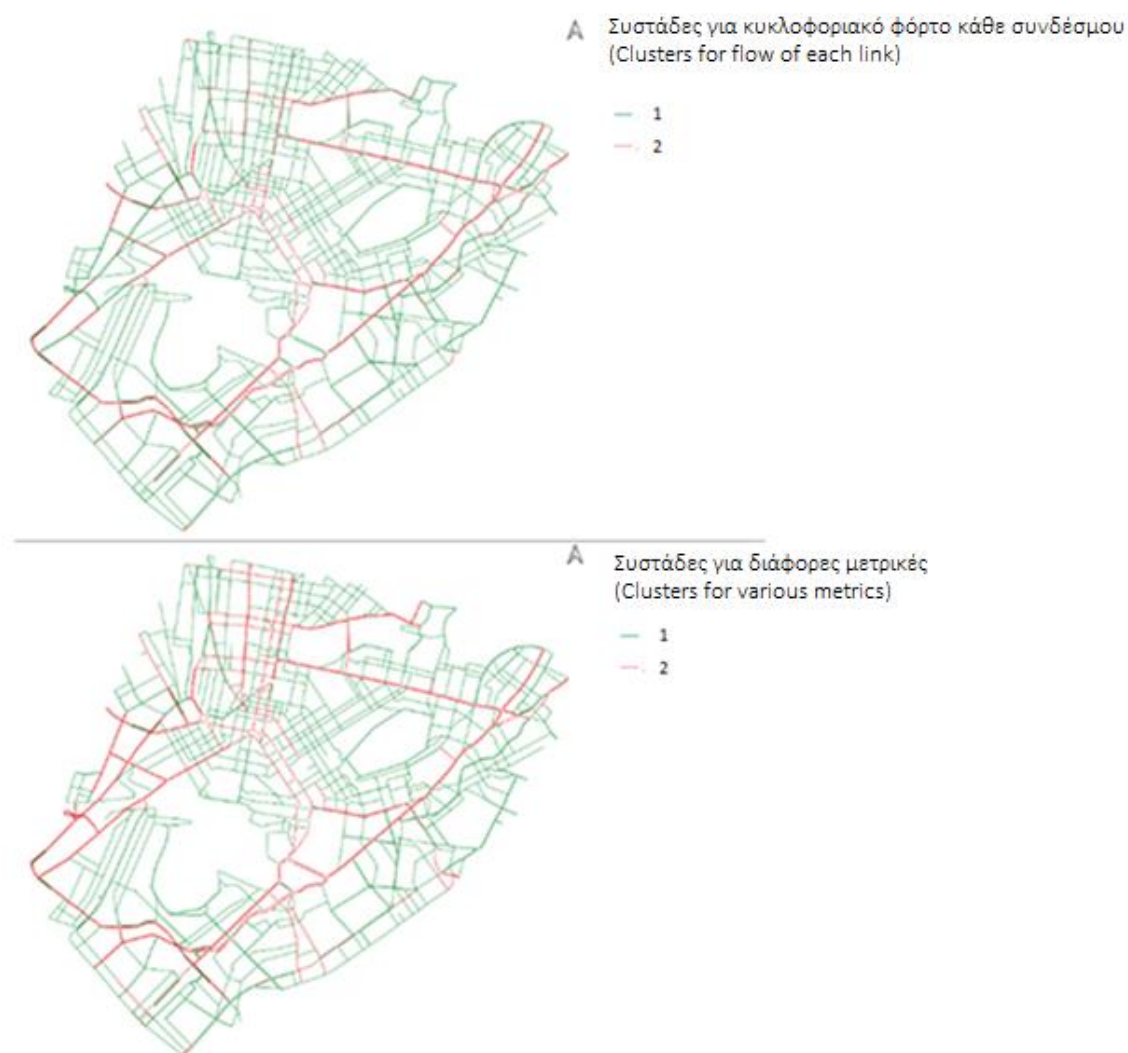 A
Συστάδες για κυκλοφοριακό φόρτο κάθε συνδέσμου
(Clusters for flow of each link)
1
2
A
Συστάδες για διάφορες μετρικές
(Clusters for various metrics)
1
2